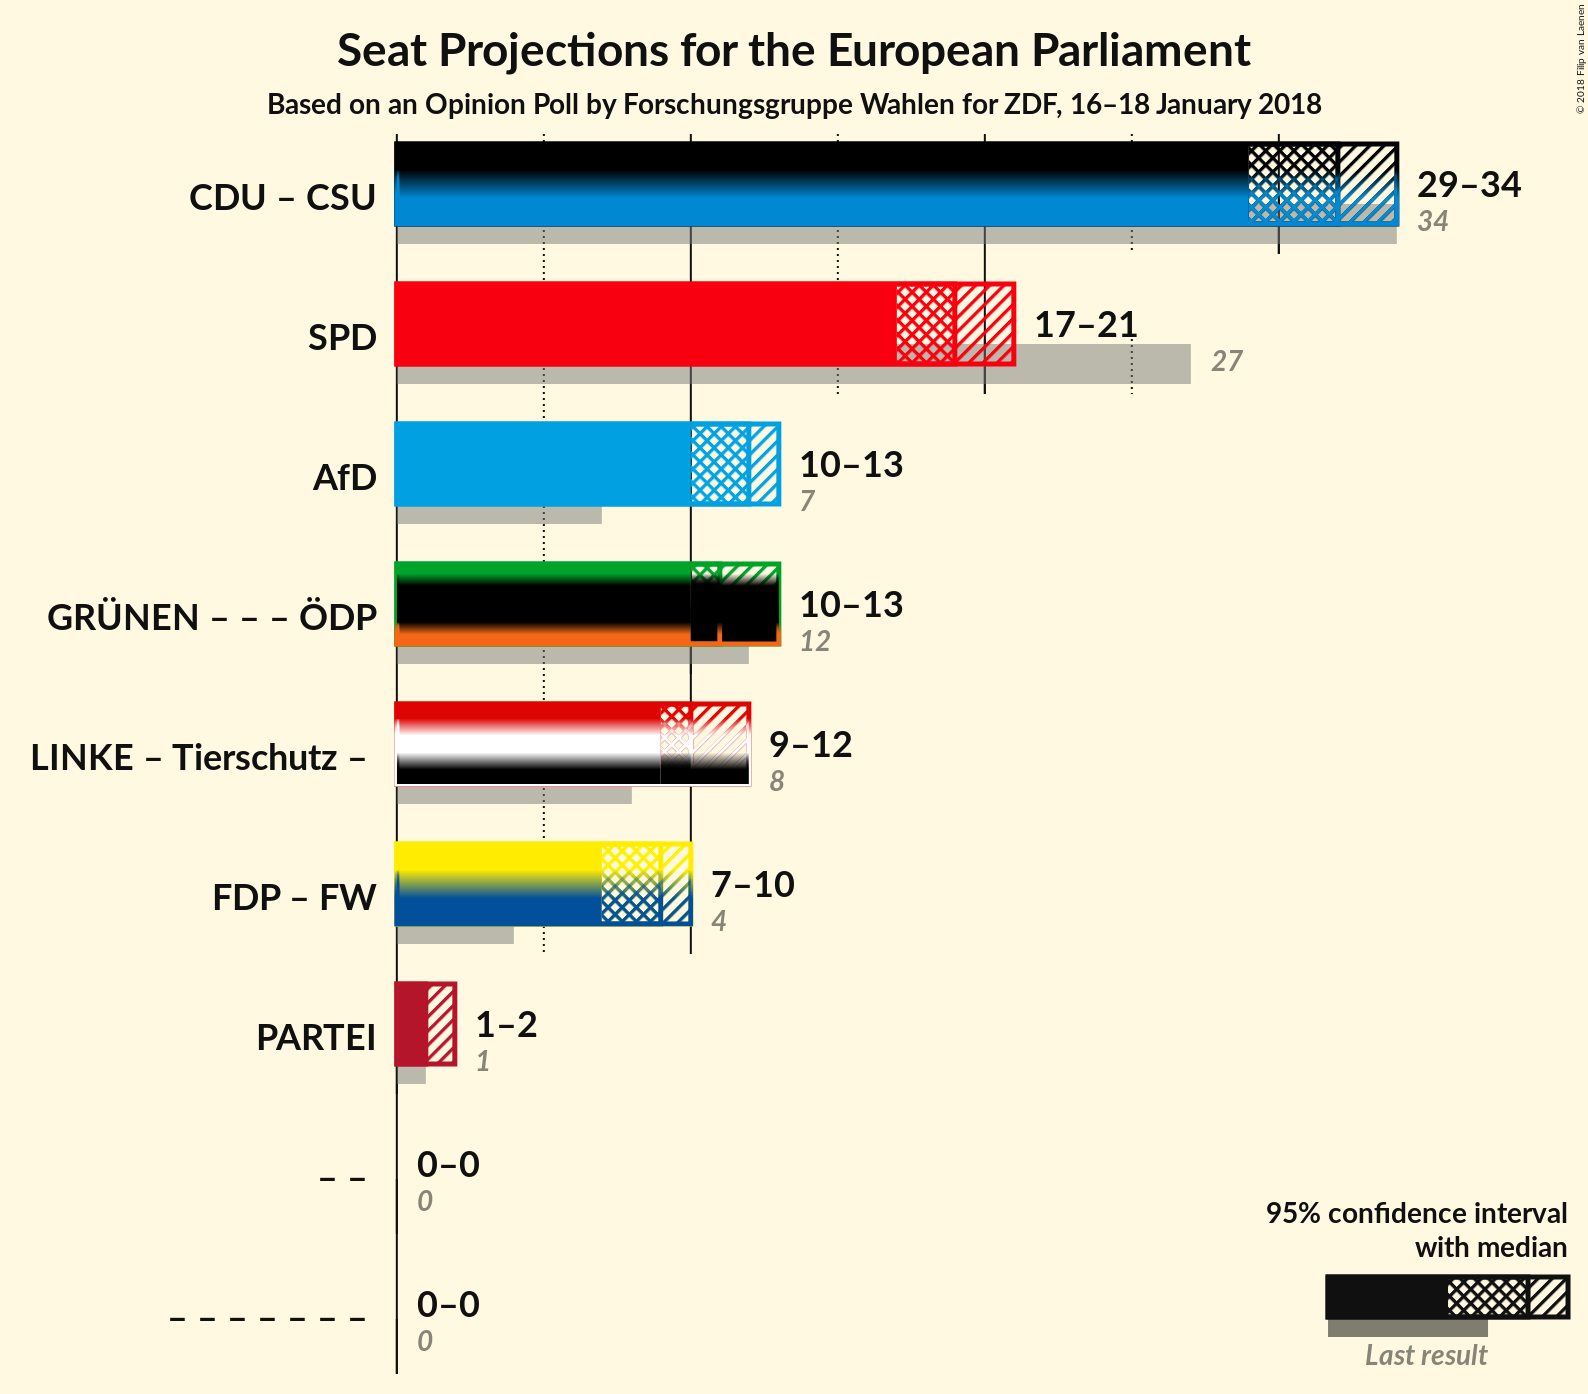 Seat Projections for the European Parliament
Based on an Opinion Poll by Forschungsgruppe Wahlen for ZDF, 16–18 January 2018
© 2018 Filip van Laenen
CDU – CSU
29–34
34
SPD
17–21
27
AfD
10–13
7
GRÜNEN – – – ÖDP
10–13
12
LINKE – Tierschutz –
9–12
8
FDP – FW
7–10
4
PARTEI
1–2
1
– –
0–0
0
– – – – – – –
0–0
0
95% confidence interval
with median
Last result